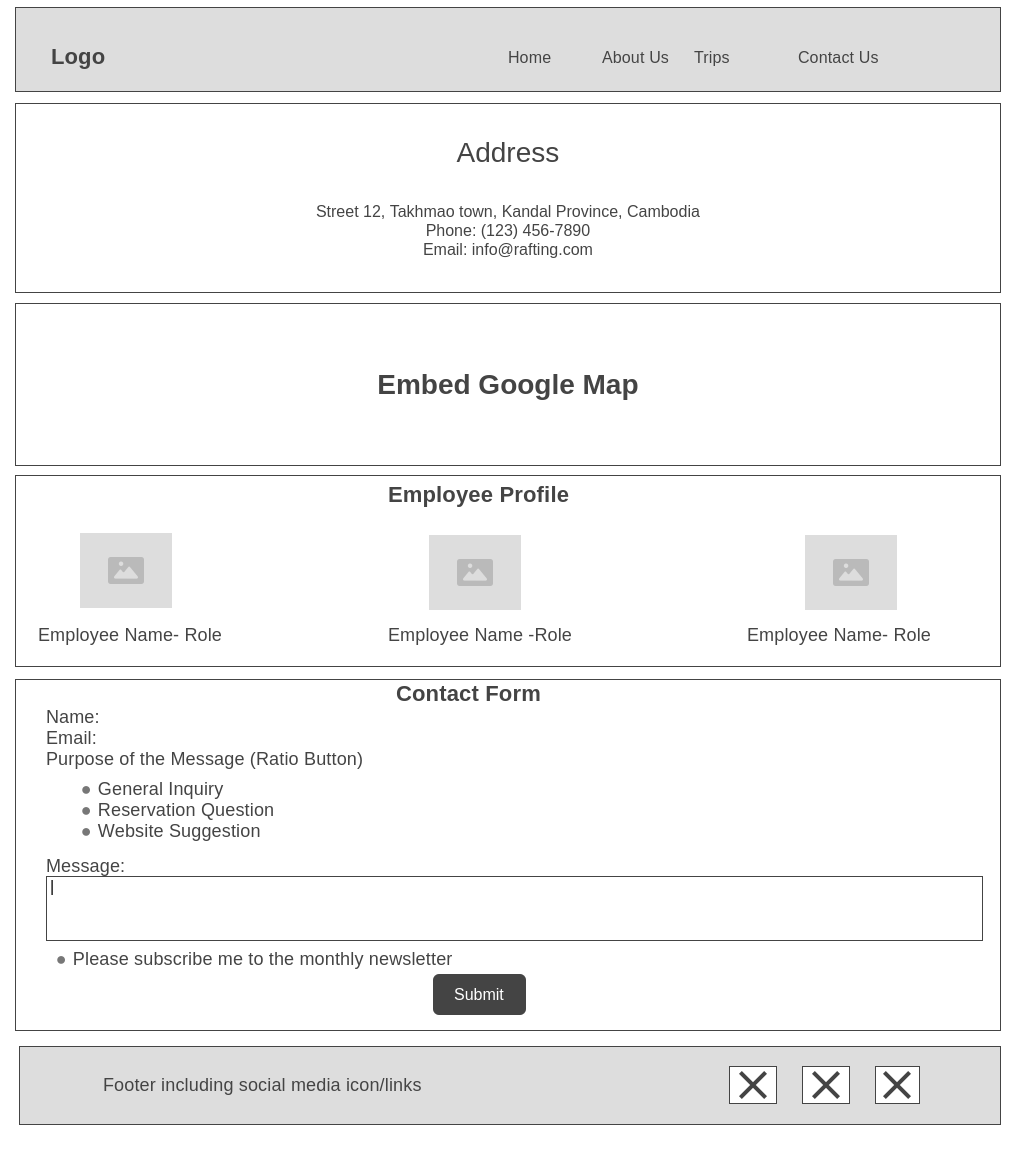 Logo
Home About Us Trips Contact Us
Address
Street 12, Takhmao town, Kandal Province, Cambodia
Phone: (123) 456-7890
Email: info@rafting.com
Embed Google Map
Employee Profile
Employee Name- Role
Employee Name -Role
Employee Name- Role
Contact Form
Name:
Email:
Purpose of the Message (Ratio Button)
● General Inquiry
● Reservation Question
● Website Suggestion
Message:
● Please subscribe me to the monthly newsletter
Submit
Footer including social media icon/links